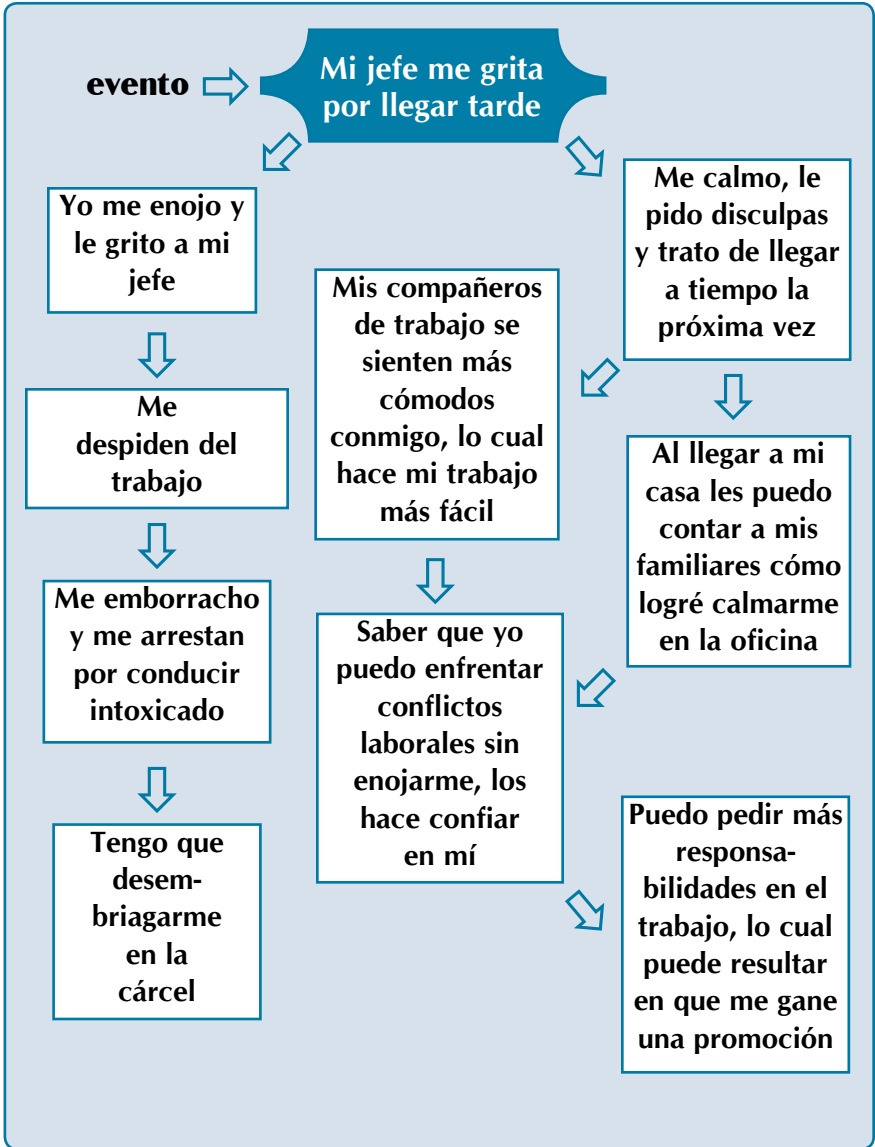 evento
Mi jefe me grita
por llegar tarde
Yo me enojo y
le grito a mi
jefe
Me
despiden del
trabajo
Me emborracho
y me arrestan
por conducir
intoxicado
Tengo que
desem-
briagarme
en la
cárcel
Me calmo, le
pido disculpas
y trato de llegar
a tiempo la
próxima vez
Mis compañeros
de trabajo se
sienten más
cómodos
conmigo, lo cual
hace mi trabajo
más fácil
Al llegar a mi
casa les puedo
contar a mis
familiares cómo
logré calmarme
en la oficina
Saber que yo
puedo enfrentar
conflictos
laborales sin
enojarme, los
hace confiar
en mí
Puedo pedir más
responsa-
bilidades en el
trabajo, lo cual
puede resultar
en que me gane
una promoción